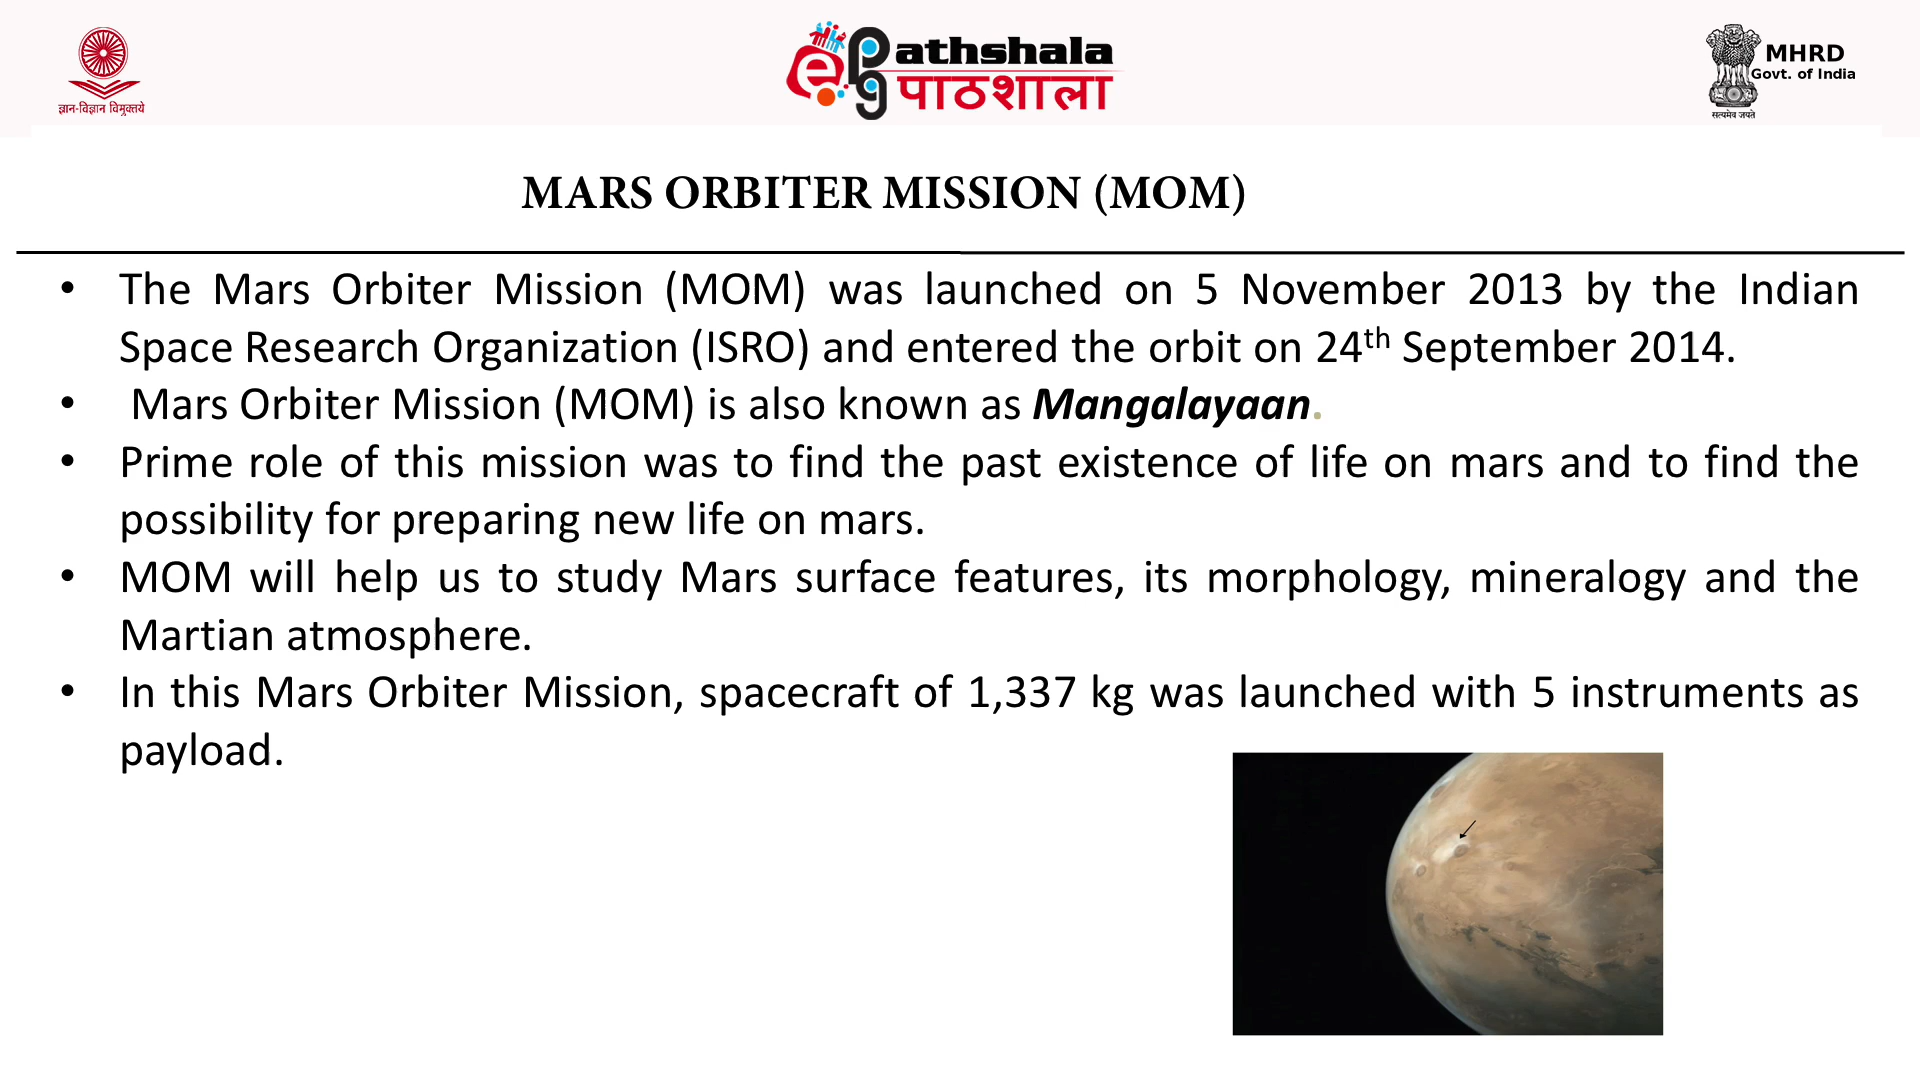 ज्ञान-विज्ञान विमुक्तये
ePG athshala
पाठशाला
MHRD
Govt. of India
सत्यमेव जयते
MARS ORBITER MISSION (MOM)
• The Mars Orbiter Mission (MOM) was launched on 5 November 2013 by the Indian
Space Research Organization (ISRO) and entered the orbit on 24th September 2014.
• Mars Orbiter Mission (MOM) is also known as Mangalayaan.
• Prime role of this mission was to find the past existence of life on mars and to find the
possibility for preparing new life on mars.
• MOM will help us to study Mars surface features, its morphology, mineralogy and the
Martian atmosphere.
• In this Mars Orbiter Mission, spacecraft of 1,337 kg was launched with 5 instruments as
payload.